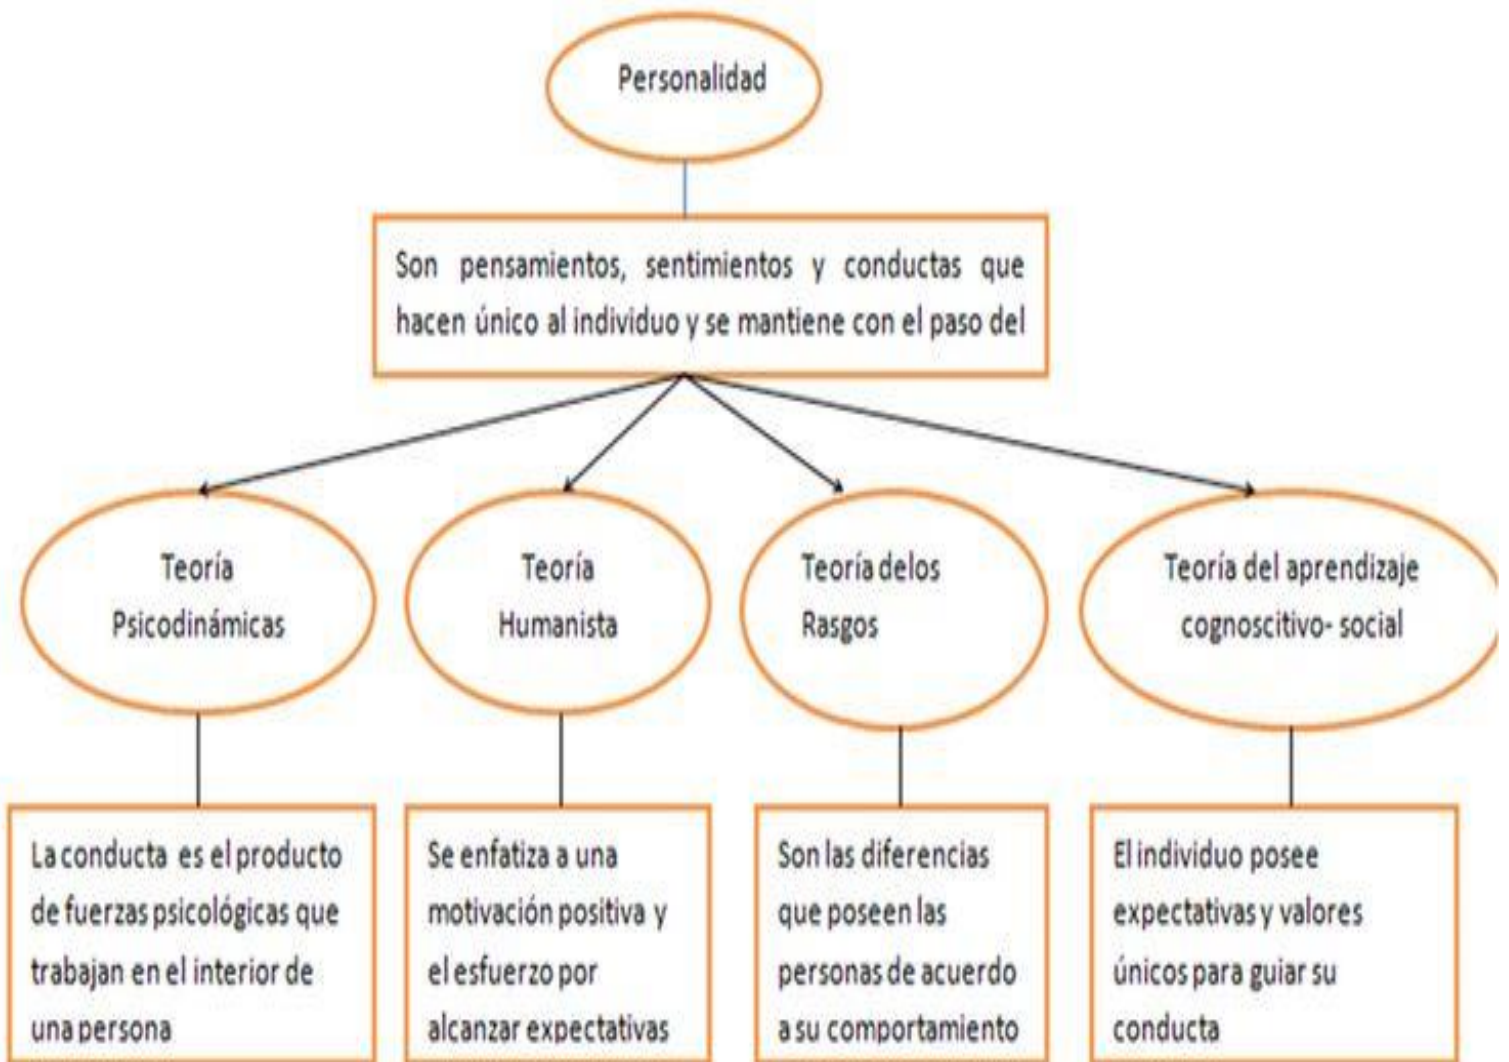 Personalidad
Son pensamientos, sentimientos y conductas que
hacen único al individuo y se mantiene con el paso del
Teoría
Psicodinámicas
Teoría
Humanista
Teoría delos
Rasgos
Teoría del aprendizaje
cognoscitivo- social
La conducta es el producto
de fuerzas psicológicas que
trabajan en el interior de
una persona
Se enfatiza a una
motivación positiva y
el esfuerzo por
alcanzar expectativas
Son las diferencias
que poseen las
personas de acuerdo
a su comportamiento
El individuo posee
expectativas y valores
únicos para guiar su
conducta